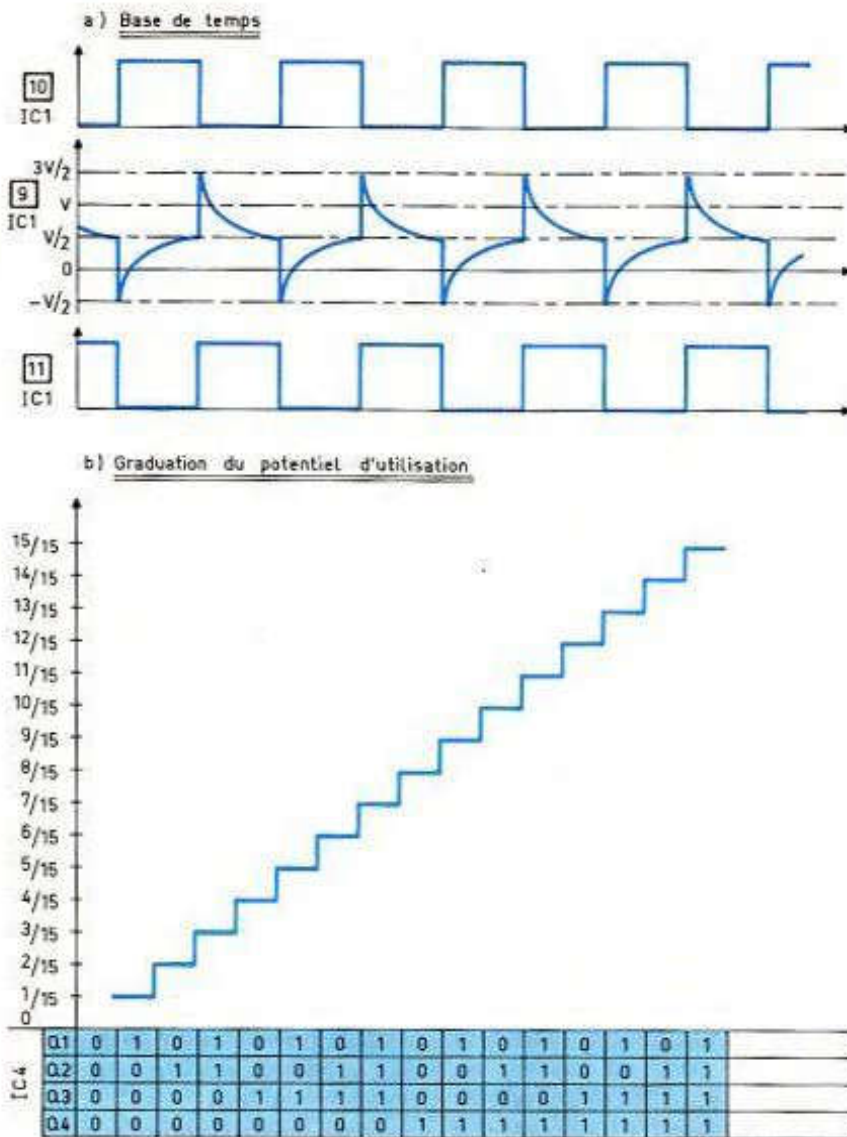 a) Base de temps
10
IC1
3V/2
9
V
IC1
V/2
0
-V/2
11
IC1
b) Graduation du potentiel d'utilisation
15/15
14/15
13/15
12/15
11/15
10/15
9/15
8/15
7/15
6/15
5/15
4/15
3/15
2/15
1/15
0
IC4
Q1 0 1 0 1 0 1 0 1 0 1 0 1 0 1 0 1
Q2 0 0 1 1 0 0 1 1 0 0 1 1 0 0 1 1
Q3 0 0 0 0 1 1 1 1 0 0 0 0 1 1 1 1
Q4 0 0 0 0 0 0 0 0 1 1 1 1 1 1 1 1